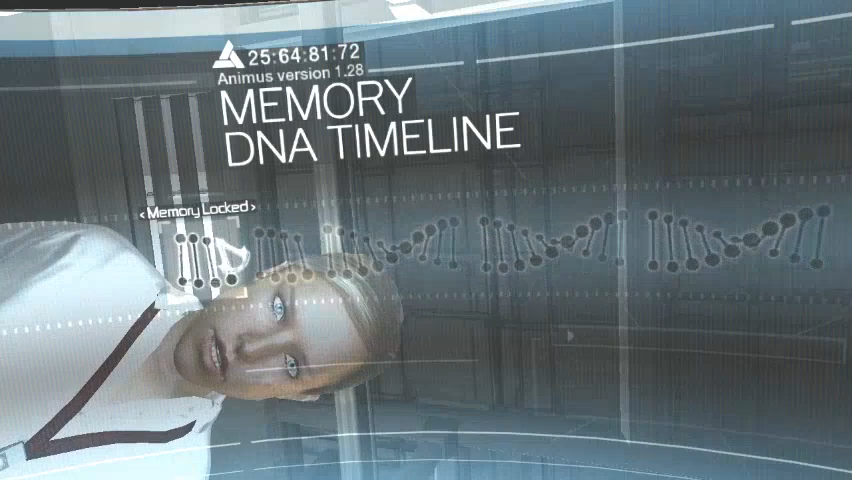 25:64:81:72
Animus version 1.28
MEMORY
DNA TIMELINE
‹Memory Locked›